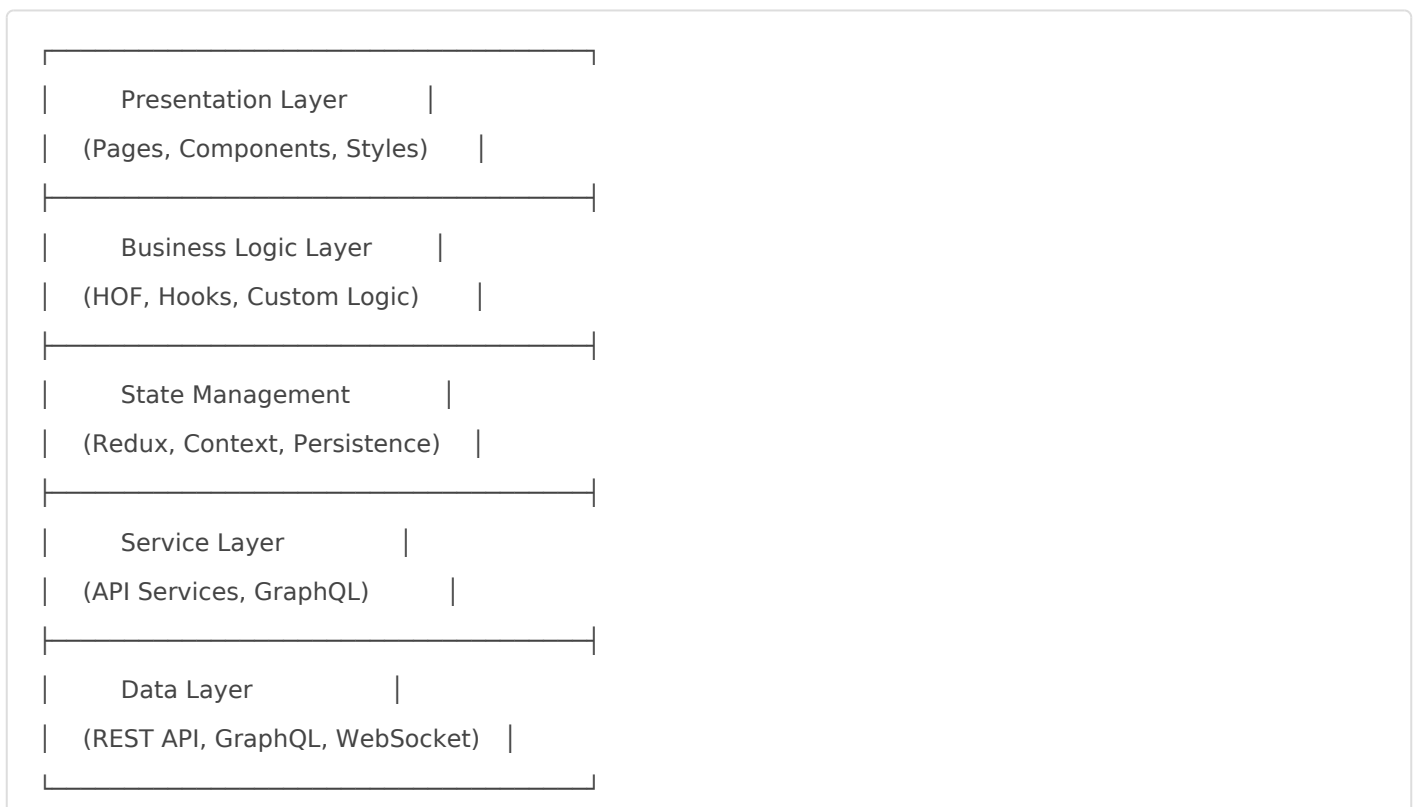 Presentation Layer
(Pages, Components, Styles)
Business Logic Layer
(HOF, Hooks, Custom Logic)
State Management
(Redux, Context, Persistence)
Service Layer
(API Services, GraphQL)
Data Layer
(REST API, GraphQL, WebSocket)